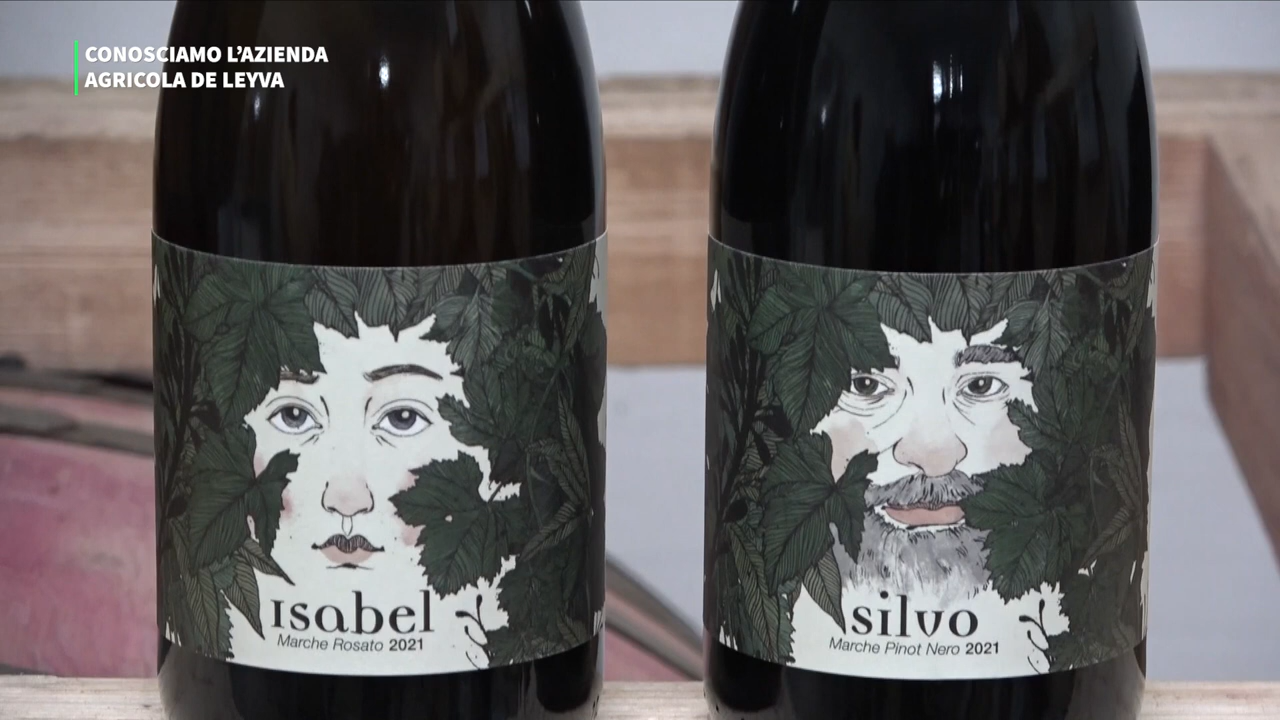 CONOSCIAMO L'AZIENDA
AGRICOLA DE LEYVA
Isabel
Marche Rosato 2021
silvo
Marche Pinot Nero 2021